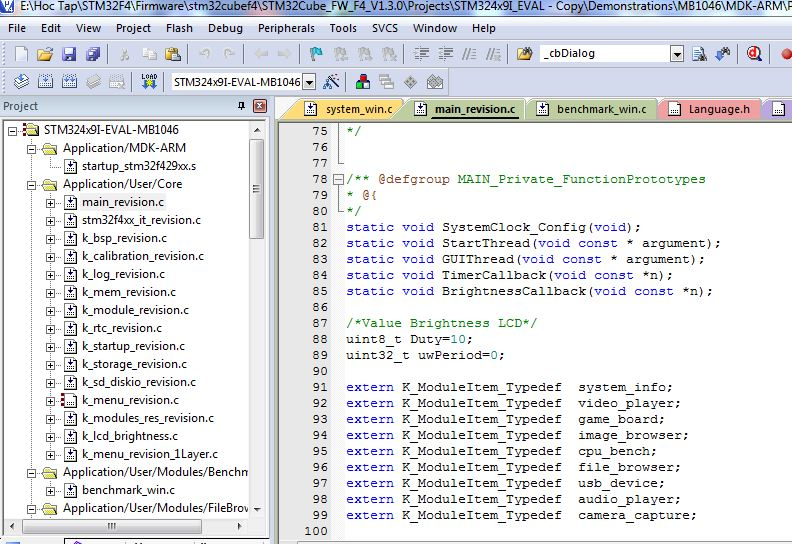 E:\Hoc Tap\STM32F4\Firmware\stm32cubef4\STM32Cube_FW_F4_V1.3.0\Projects\STM324x9I_EVAL - Copy\Demonstrations\MB1046\MDK-ARM\
File Edit View Project Flash Debug Peripherals Tools SVCS Window Help
_cbDialog
LOAD
STM324x9I-EVAL-MB1046
Project
STM324x9I-EVAL-MB1046
Application/MDK-ARM
startup_stm32f429xx.s
Application/User/Core
main_revision.c
stm32f4xx_it_revision.c
k_bsp_revision.c
k_calibration_revision.c
k_log_revision.c
k_mem_revision.c
k_module_revision.c
k_rtc_revision.c
k_startup_revision.c
k_storage_revision.c
k_sd_diskio_revision.c
k_menu_revision.c
k_modules_res_revision.c
k_lcd_brightness.c
k_menu_revision_1Layer.c
Application/User/Modules/Benchm
benchmark_win.c
Application/User/Modules/FileBrov
system_win.c main_revision.c benchmark_win.c Language.h
75 */
76
77
78 /** @defgroup MAIN_Private_FunctionPrototypes
79 * @{
80 */
81 static void SystemClock_Config(void);
82 static void StartThread(void const * argument);
83 static void GUIThread(void const * argument);
84 static void TimerCallback(void const *n);
85 static void BrightnessCallback(void const *n);
86
87 /*Value Brightness LCD*/
88 uint8_t Duty=10;
89 uint32_t uwPeriod=0;
90
91 extern K_ModuleItem_Typedef system_info;
92 extern K_ModuleItem_Typedef video_player;
93 extern K_ModuleItem_Typedef game_board;
94 extern K_ModuleItem_Typedef image_browser;
95 extern K_ModuleItem_Typedef cpu_bench;
96 extern K_ModuleItem_Typedef file_browser;
97 extern K_ModuleItem_Typedef usb_device;
98 extern K_ModuleItem_Typedef audio_player;
99 extern K_ModuleItem_Typedef camera_capture;
100